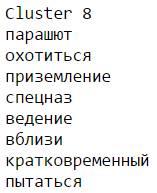 Cluster 8
парашют
охотиться
приземление
спецназ
ведение
вблизи
кратковременный
пытаться